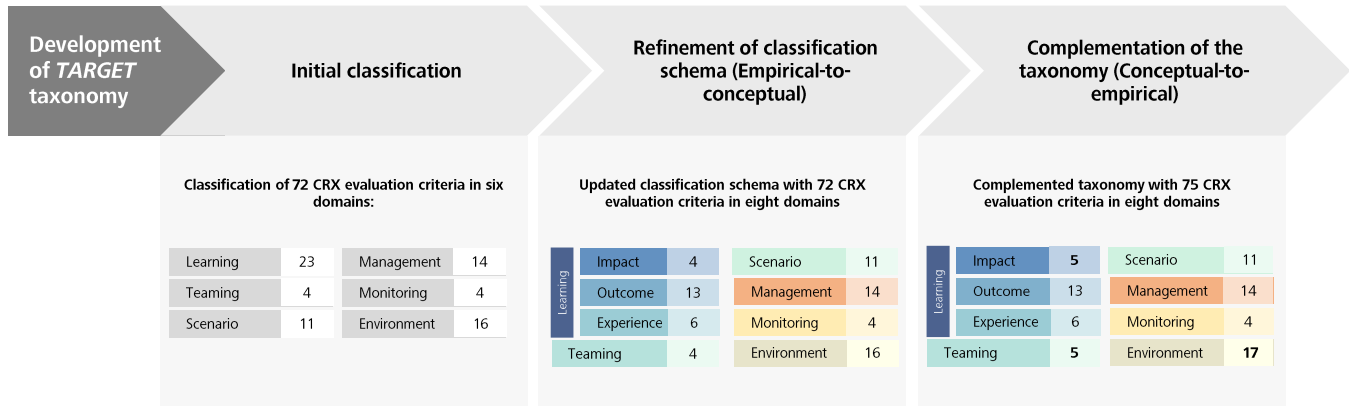 Development
of TARGET
taxonomy
Initial classification
Refinement of classification
schema (Empirical-to-
conceptual)
Complementation of the
taxonomy (Conceptual-to-
empirical)
Classification of 72 CRX evaluation criteria in six
domains:
Learning 23
Management 14
Teaming 4
Monitoring 4
Scenario 11
Environment 16
Updated classification schema with 72 CRX
evaluation criteria in eight domains
Learning
Impact 4
Scenario 11
Outcome 13
Management 14
Experience 6
Monitoring 4
Teaming 4
Environment 16
Complemented taxonomy with 75 CRX
evaluation criteria in eight domains
Learning
Impact 5
Scenario 11
Outcome 13
Management 14
Experience 6
Monitoring 4
Teaming 5
Environment 17